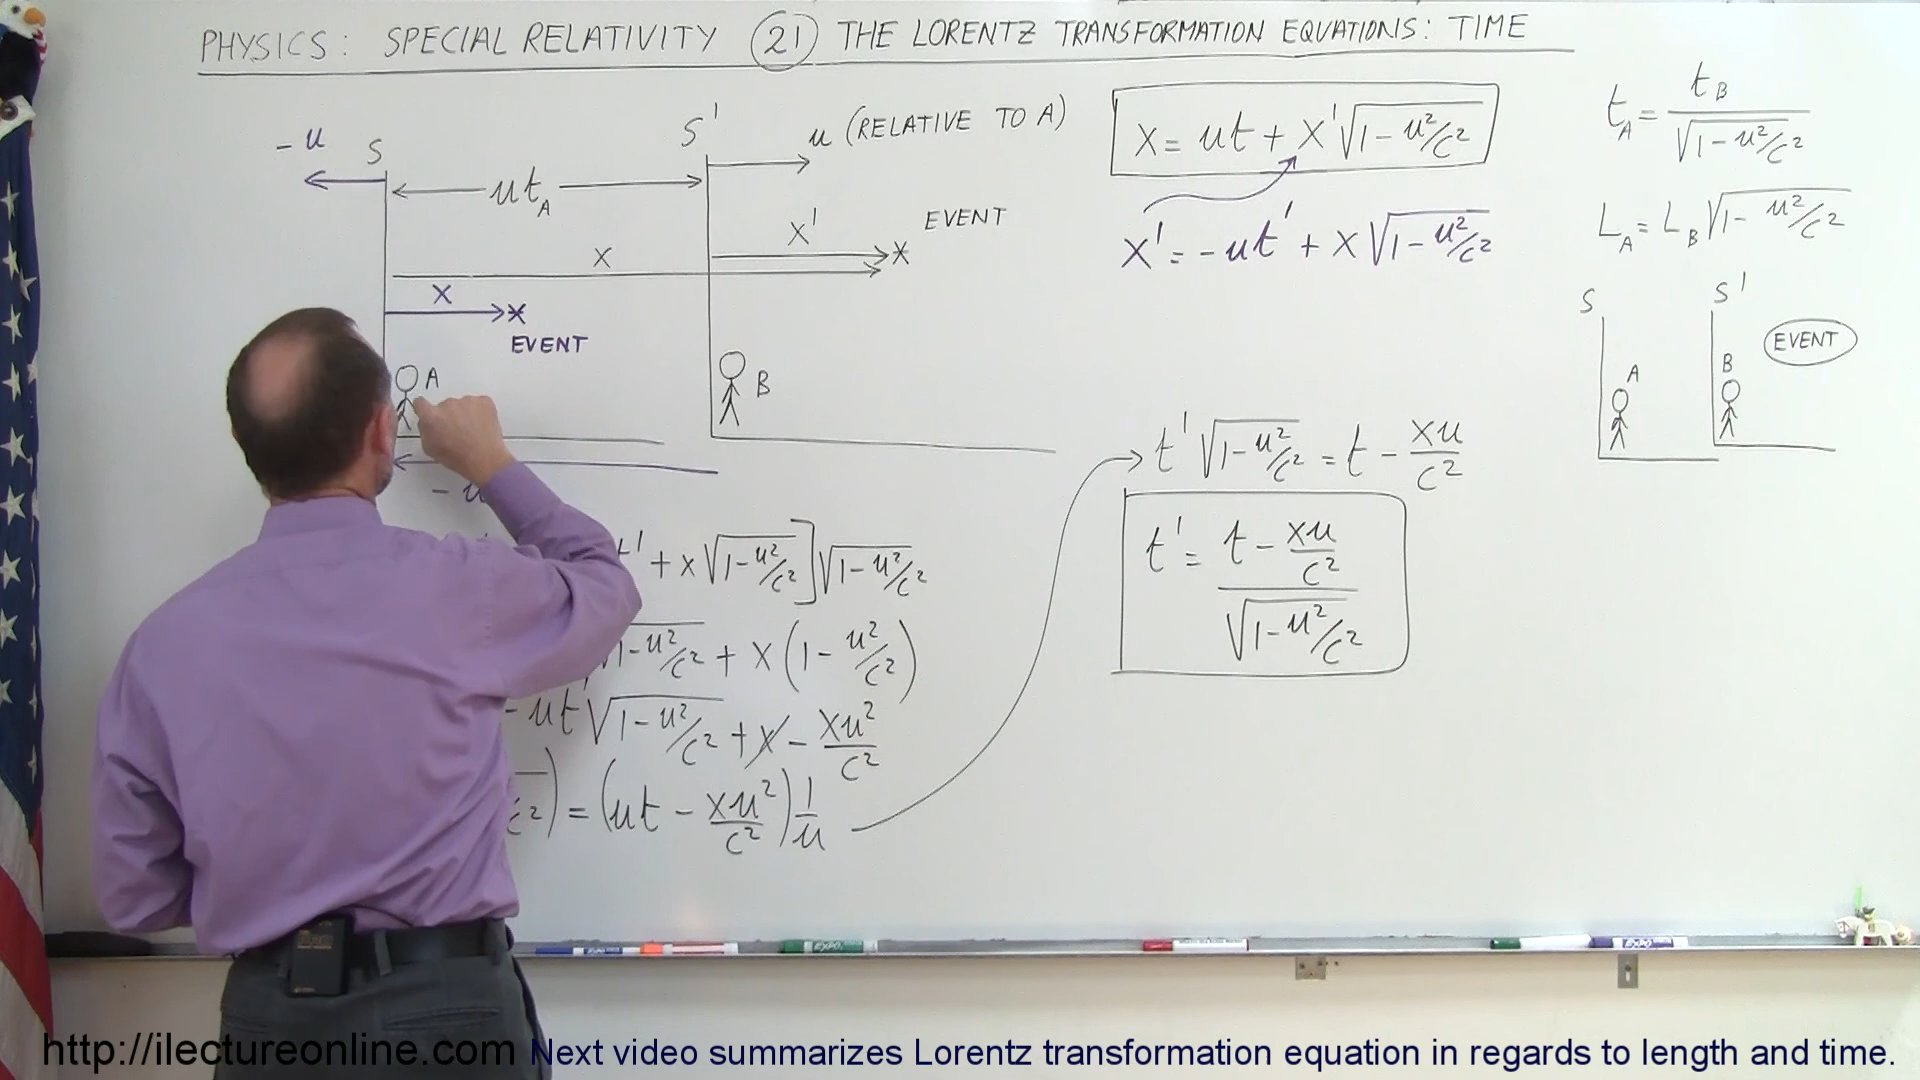 PHYSICS: SPECIAL RELATIVITY (21) THE LORENTZ TRANSFORMATION EQUATIONS: TIME
-u S S' u (RELATIVE TO A)
ut_A
X' EVENT
X
X
EVENT
A B
-u
t' + x√(1-u²/c²)]√(1-u²/c²)
√(1-u²/c²) + X(1-u²/c²)
-ut'√(1-u²/c²) + X - Xu²/c²
c²) = (ut - Xu²/c²) 1/u
X = ut + X'√(1-u²/c²)
X' = -ut' + X√(1-u²/c²)
t'√(1-u²/c²) = t - Xu/c²
t' = (t - Xu/c²)/√(1-u²/c²)
t_A = t_B/√(1-u²/c²)
L_A = L_B√(1-u²/c²)
S S'
A B EVENT
EXPO
http://ilectureonline.com Next video summarizes Lorentz transformation equation in regards to length and time.